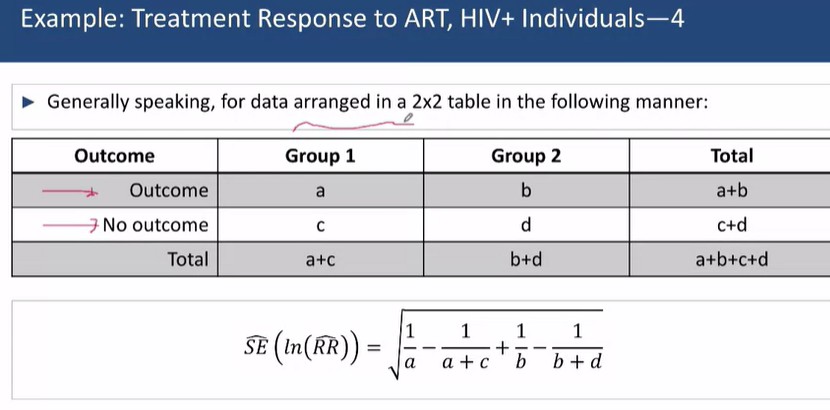 Example: Treatment Response to ART, HIV+ Individuals—4
► Generally speaking, for data arranged in a 2x2 table in the following manner:
Outcome Group 1 Group 2 Total
Outcome a b a+b
No outcome c d c+d
Total a+c b+d a+b+c+d
\widehat{SE}(ln(\widehat{RR})) = \sqrt{\frac{1}{a} - \frac{1}{a+c} + \frac{1}{b} - \frac{1}{b+d}}